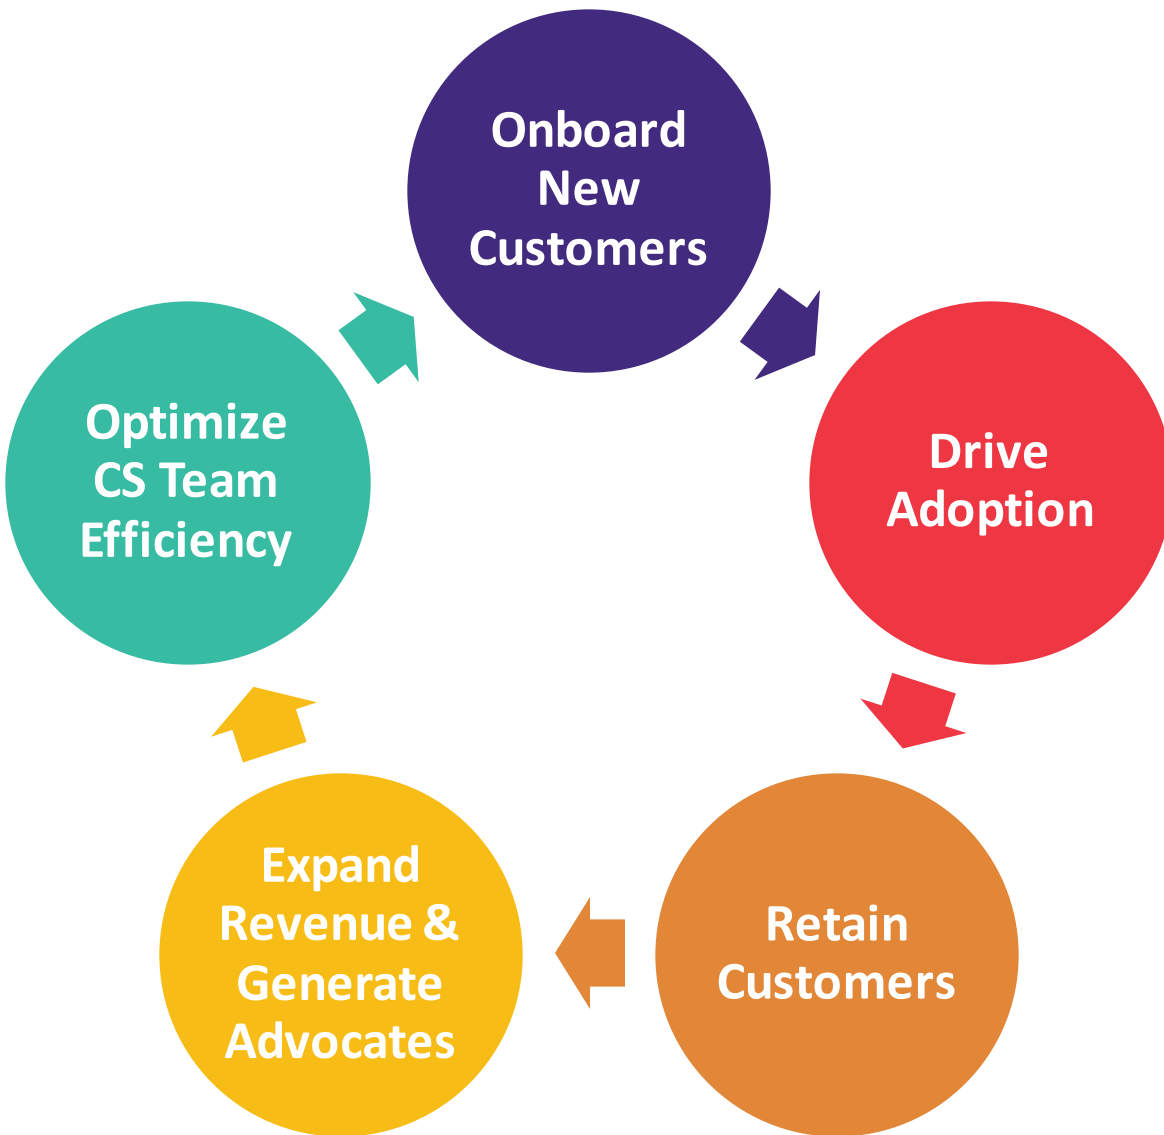 Onboard
New
Customers
Drive
Adoption
Retain
Customers
Expand
Revenue &
Generate
Advocates
Optimize
CS Team
Efficiency